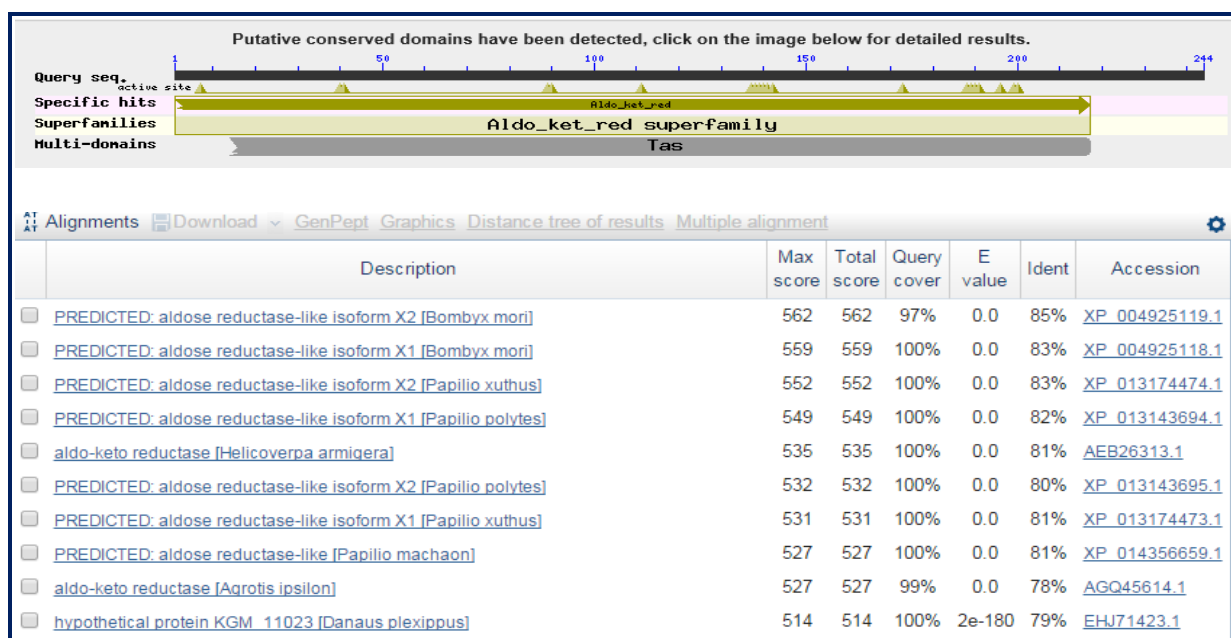 Putative conserved domains have been detected, click on the image below for detailed results.
1 50 100 150 200 244
Query seq.
active site
Specific hits Aldo_ket_red
Superfamilies Aldo_ket_red superfamily
Multi-domains Tas
Alignments Download GenPept Graphics Distance tree of results Multiple alignment
Description Max score Total score Query cover E value Ident Accession
PREDICTED: aldose reductase-like isoform X2 [Bombyx mori] 562 562 97% 0.0 85% XP_004925119.1
PREDICTED: aldose reductase-like isoform X1 [Bombyx mori] 559 559 100% 0.0 83% XP_004925118.1
PREDICTED: aldose reductase-like isoform X2 [Papilio xuthus] 552 552 100% 0.0 83% XP_013174474.1
PREDICTED: aldose reductase-like isoform X1 [Papilio polytes] 549 549 100% 0.0 82% XP_013143694.1
aldo-keto reductase [Helicoverpa armigera] 535 535 100% 0.0 81% AEB26313.1
PREDICTED: aldose reductase-like isoform X2 [Papilio polytes] 532 532 100% 0.0 80% XP_013143695.1
PREDICTED: aldose reductase-like isoform X1 [Papilio xuthus] 531 531 100% 0.0 81% XP_013174473.1
PREDICTED: aldose reductase-like [Papilio machaon] 527 527 100% 0.0 81% XP_014356659.1
aldo-keto reductase [Agrotis ipsilon] 527 527 99% 0.0 78% AGQ45614.1
hypothetical protein KGM_11023 [Danaus plexippus] 514 514 100% 2e-180 79% EHJ71423.1